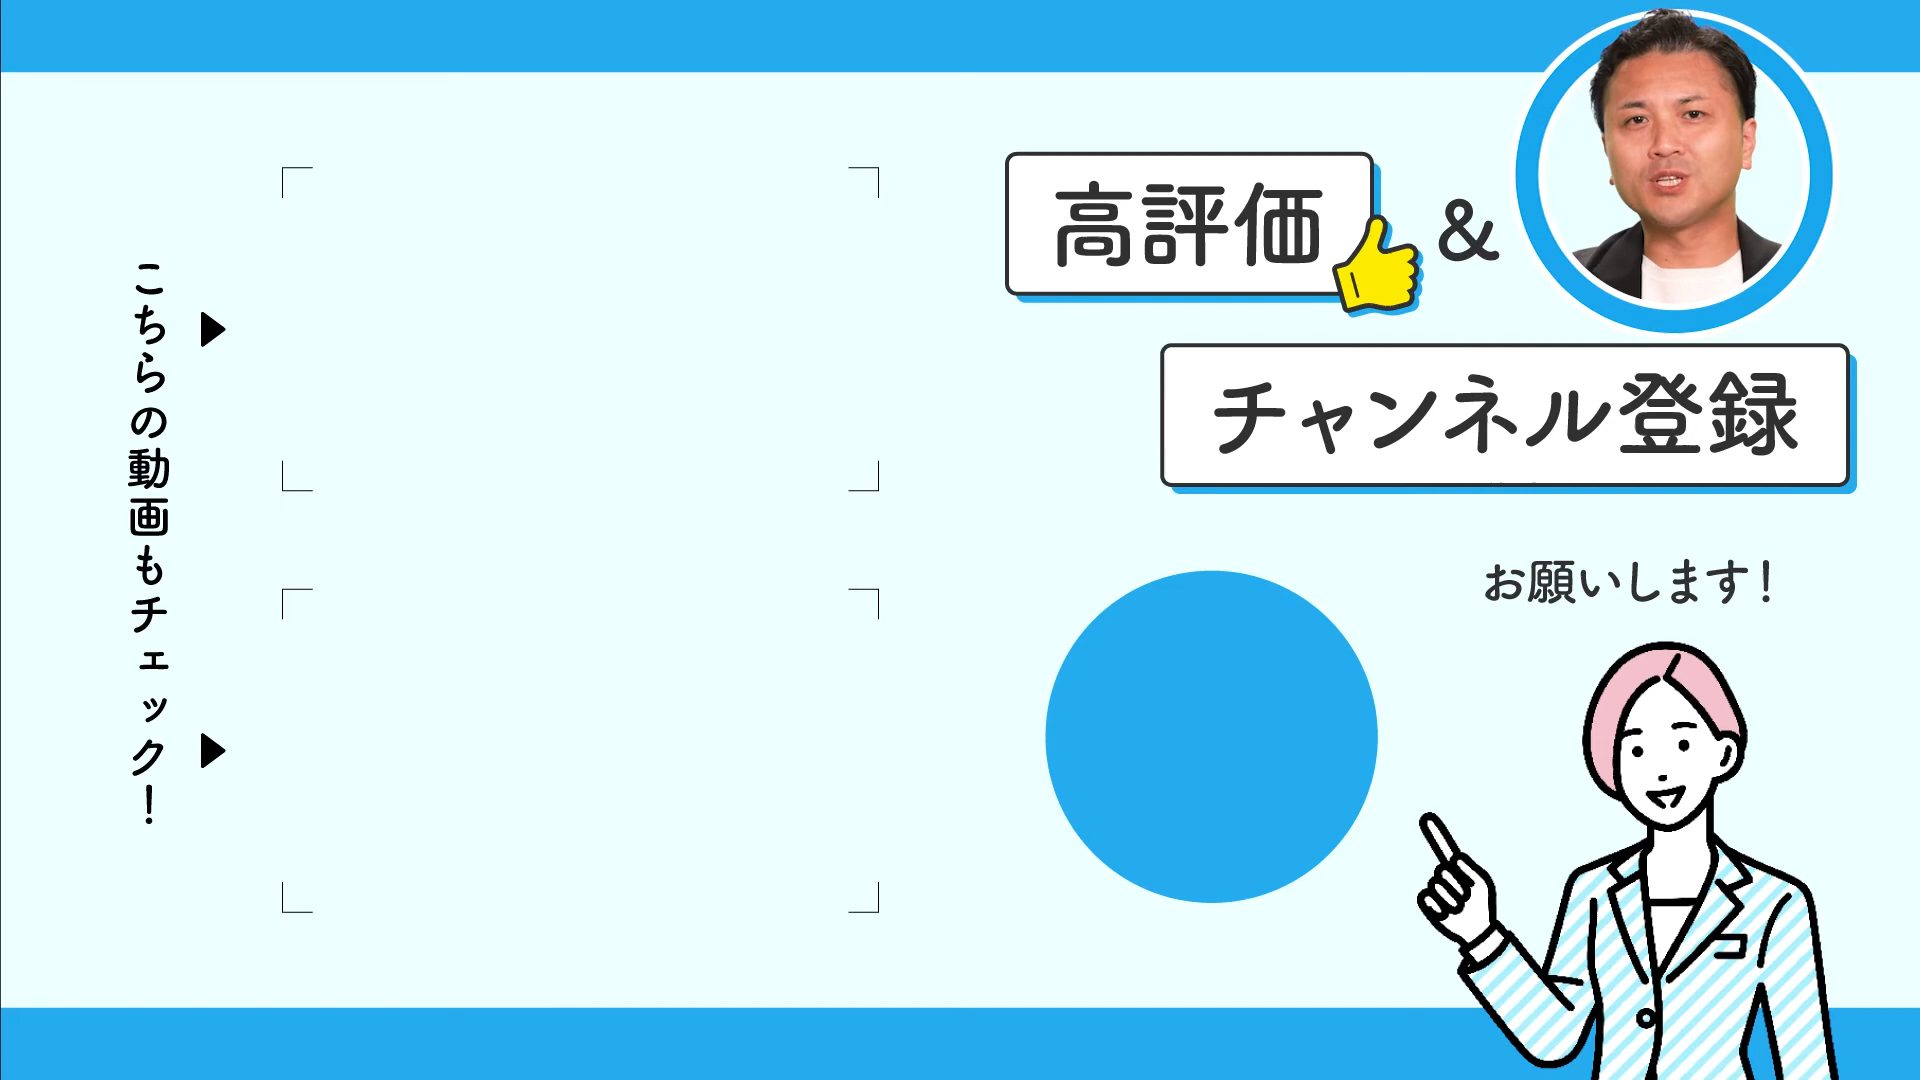 こちらの動画もチェック！
高評価
&
チャンネル登録
お願いします！